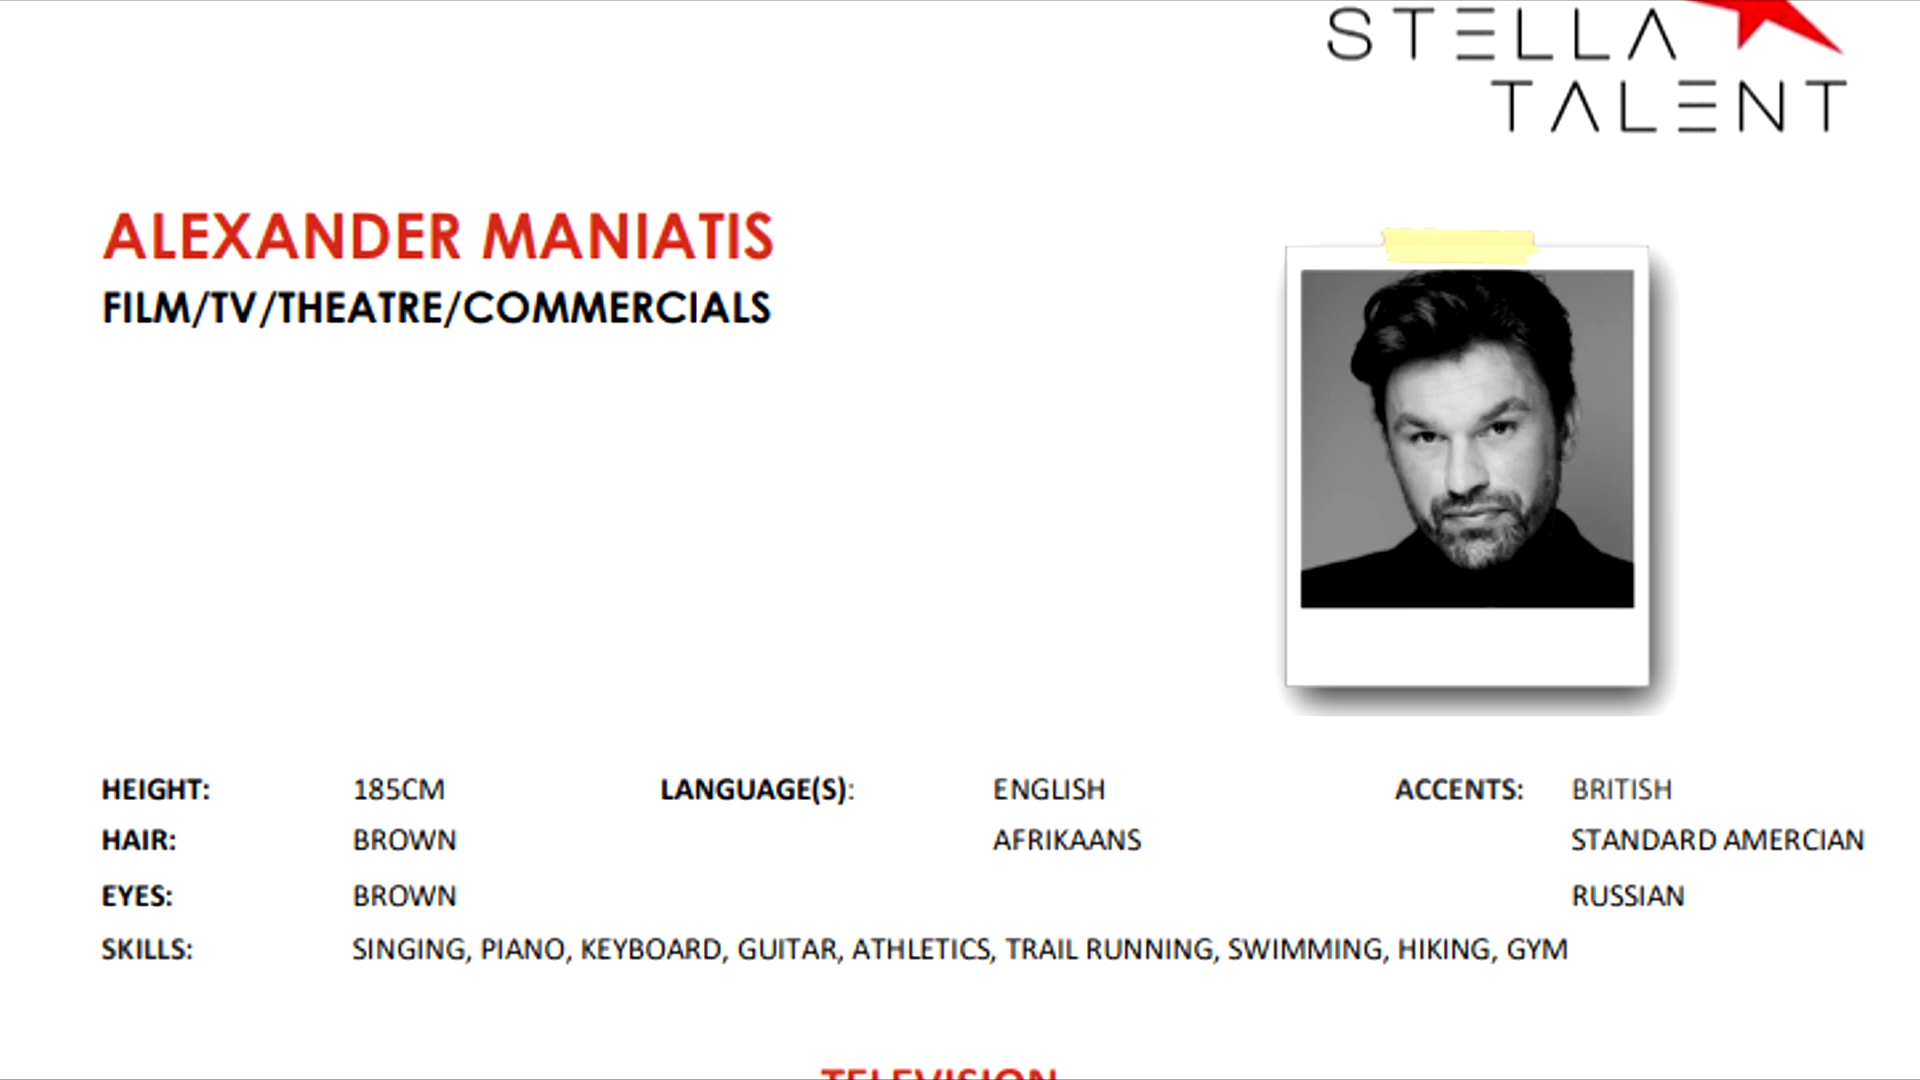 STELLA
TALENT
ALEXANDER MANIATIS
FILM/TV/THEATRE/COMMERCIALS
HEIGHT: 185CM LANGUAGE(S): ENGLISH ACCENTS: BRITISH
HAIR: BROWN AFRIKAANS STANDARD AMERCIAN
EYES: BROWN RUSSIAN
SKILLS: SINGING, PIANO, KEYBOARD, GUITAR, ATHLETICS, TRAIL RUNNING, SWIMMING, HIKING, GYM
TELEVISION